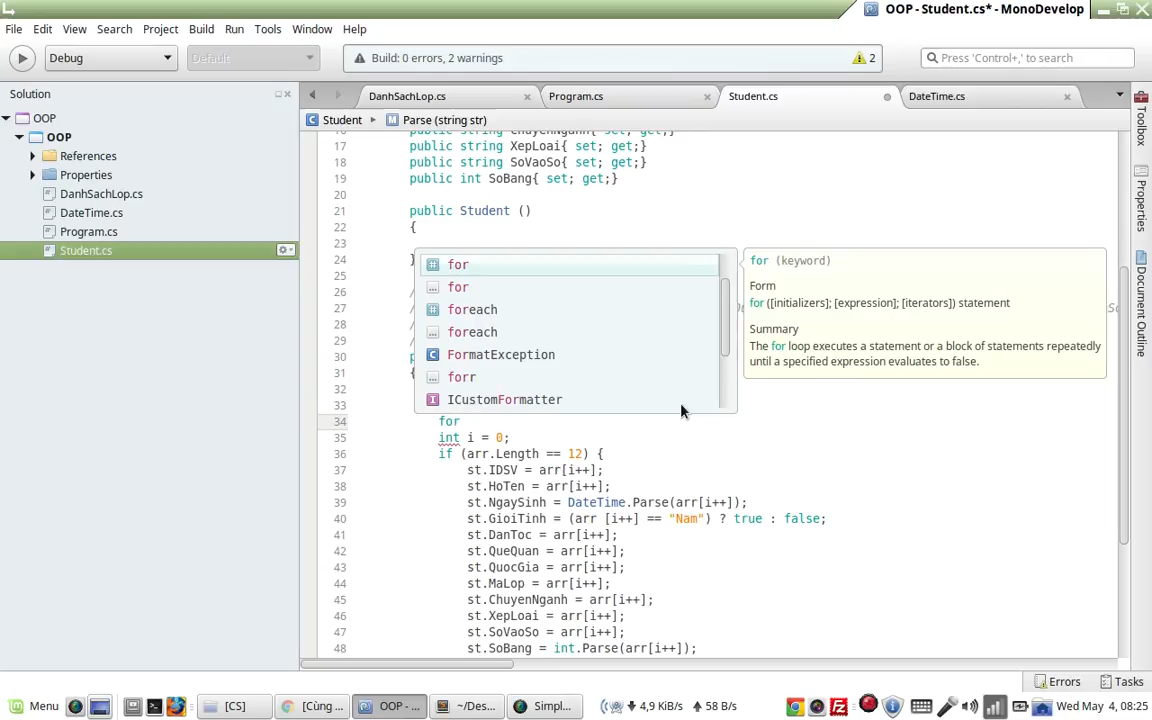 OOP - Student.cs* - MonoDevelop
File Edit View Search Project Build Run Tools Window Help
Debug Default Build: 0 errors, 2 warnings 2 Press 'Control+,' to search
Solution
DanhSachLop.cs Program.cs Student.cs DateTime.cs
OOP
OOP
References
Properties
DanhSachLop.cs
DateTime.cs
Program.cs
Student.cs
Student Parse (string str)
public string ChuyenNganh{ set; get;}
17 public string XepLoai{ set; get;}
18 public string SoVaoSo{ set; get;}
19 public int SoBang{ set; get;}
20
21 public Student ()
22 {
23
24 }
25
26 /
27 /
28 /
29 /
30 p
31 {
32
33
34 for
35 int i = 0;
36 if (arr.Length == 12) {
37 st.IDSV = arr[i++];
38 st.HoTen = arr[i++];
39 st.NgaySinh = DateTime.Parse(arr[i++]);
40 st.GioiTinh = (arr [i++] == "Nam") ? true : false;
41 st.DanToc = arr[i++];
42 st.QueQuan = arr[i++];
43 st.QuocGia = arr[i++];
44 st.MaLop = arr[i++];
45 st.ChuyenNganh = arr[i++];
46 st.XepLoai = arr[i++];
47 st.SoVaoSo = arr[i++];
48 st.SoBang = int.Parse(arr[i++]);
for
for
foreach
foreach
FormatException
forr
ICustomFormatter
for (keyword)
Form
for ([initializers]; [expression]; [iterators]) statement
Summary
The for loop executes a statement or a block of statements repeatedly
until a specified expression evaluates to false.
Toolbox
Properties
Document Outline
Errors Tasks
Menu [CS] [Cùng ... OOP - ... ~/Des... Simpl... 4,9 KiB/s 58 B/s Wed May 4, 08:25